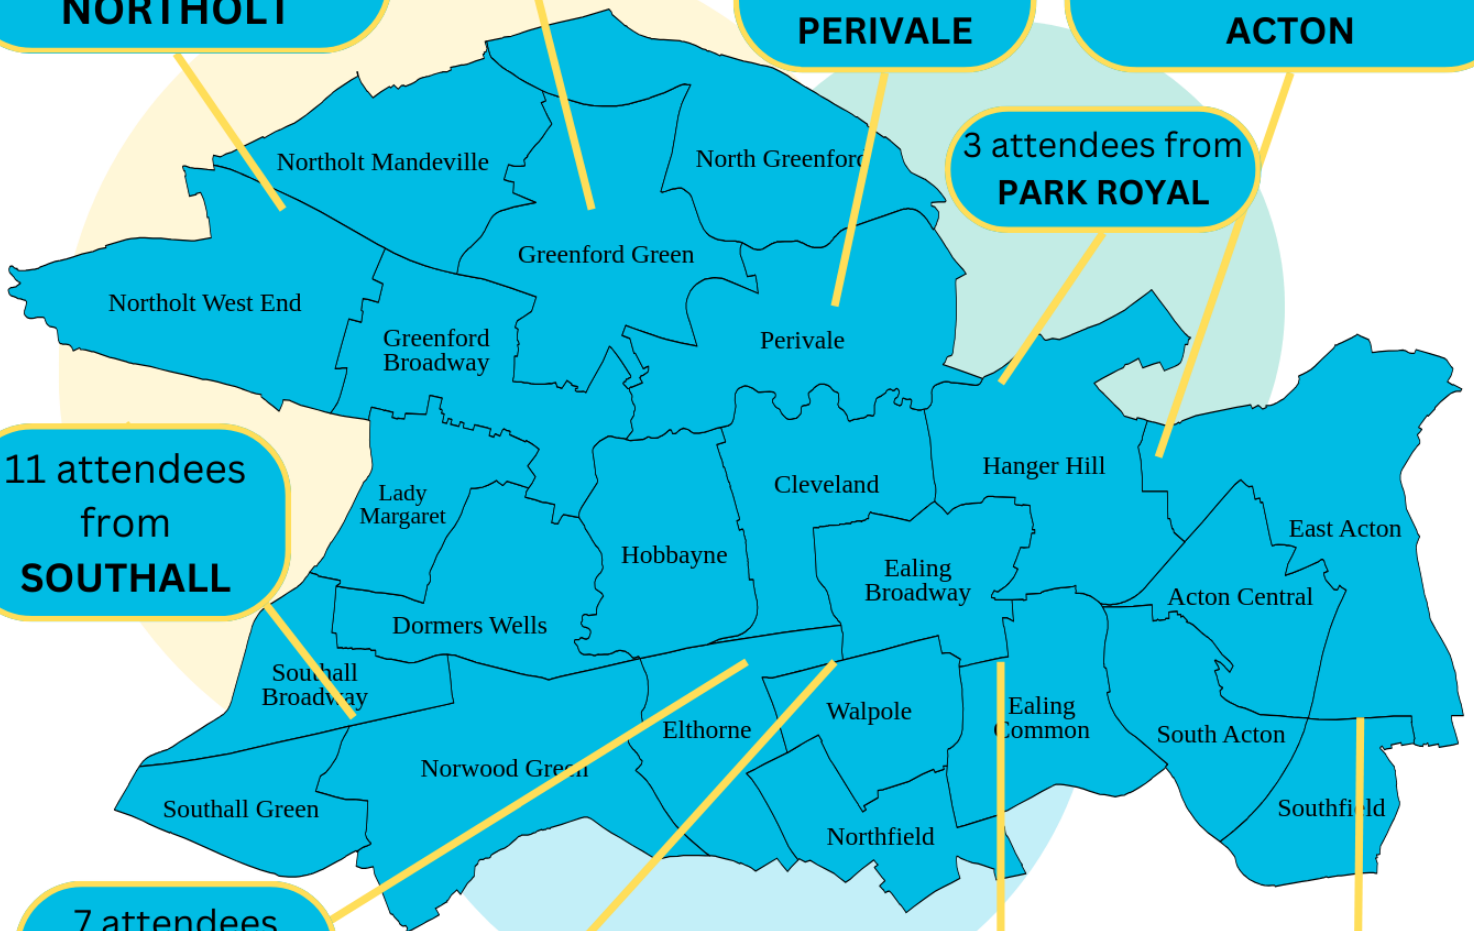 NORTHOLT
PERIVALE
ACTON
3 attendees from
PARK ROYAL
Northolt Mandeville
North Greenford
Greenford Green
Northolt West End
Greenford
Broadway
Perivale
11 attendees
from
SOUTHALL
Lady
Margaret
Cleveland
Hanger Hill
Hobbayne
East Acton
Ealing
Broadway
Acton Central
Dormers Wells
Southall
Broadway
Elthorne
Walpole
Ealing
Common
South Acton
Norwood Green
Southall Green
Northfield
Southfield
7 attendees